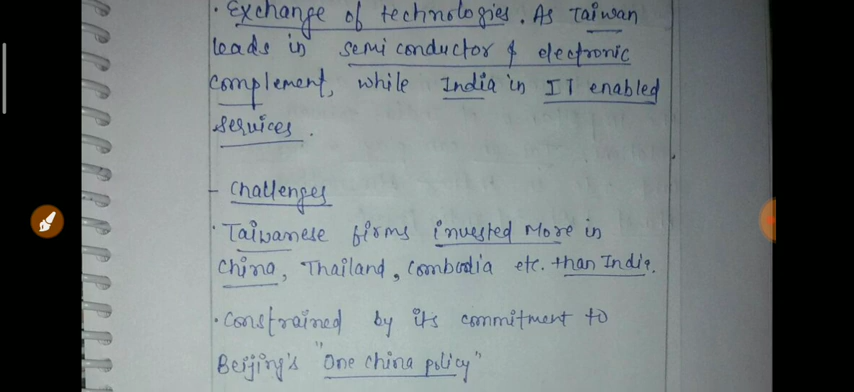 · Exchange of technologies. As Taiwan
leads in semi conductor & electronic
complement, while India in IT enabled
services.
- Challenges
· Taiwanese firms invested more in
China, Thailand, Combodia etc. than India.
· Constrained by its commitment to
Beijing's "One China policy"